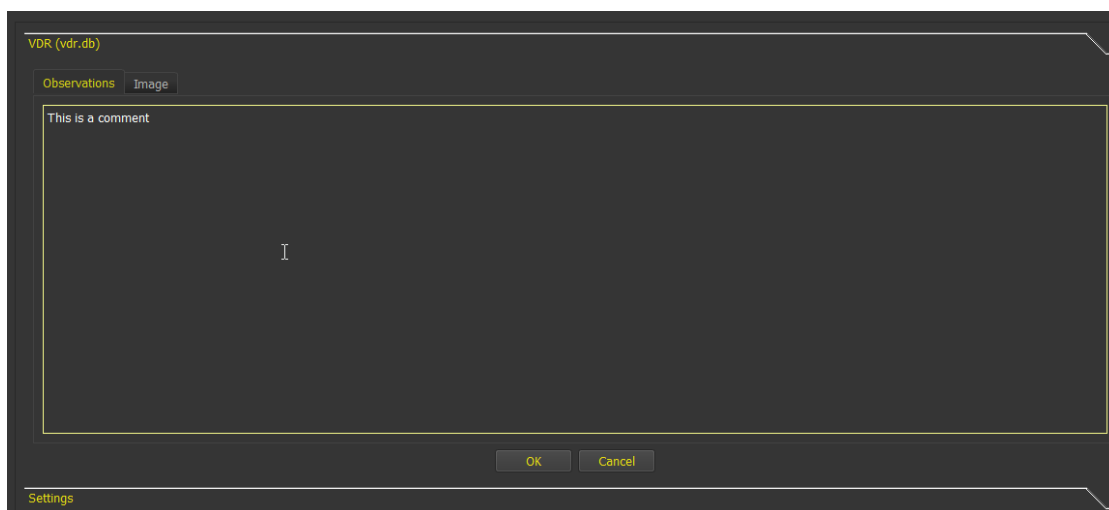 VDR (vdr.db)
Observations Image
This is a comment
OK Cancel
Settings